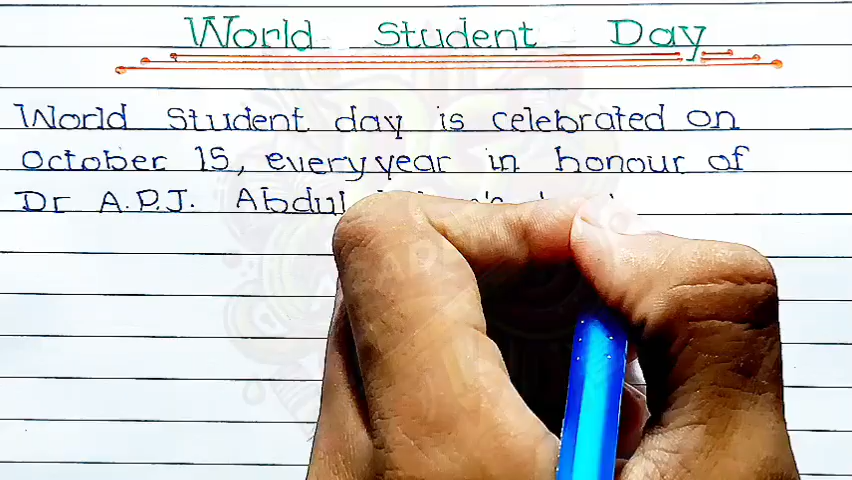 World Student Day
World Student day is celebrated on
October 15, every year in honour of
Dr A.P.J. Abdul